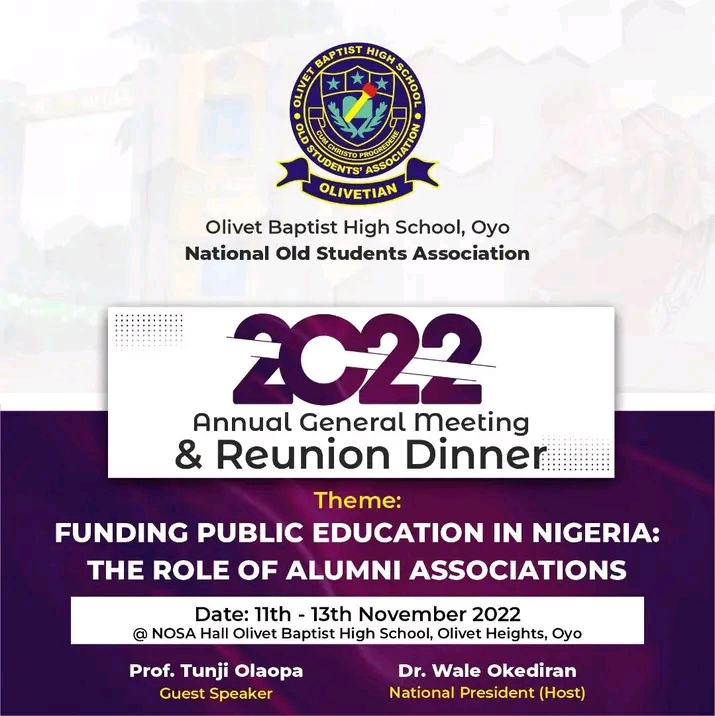 OLIVET BAPTIST HIGH SCHOOL
OLD STUDENTS' ASSOCIATION
CUM CHRISTO PROGREDERE
OLIVETIAN
Olivet Baptist High School, Oyo
National Old Students Association
2022
Annual General Meeting
& Reunion Dinner
Theme:
FUNDING PUBLIC EDUCATION IN NIGERIA:
THE ROLE OF ALUMNI ASSOCIATIONS
Date: 11th - 13th November 2022
@ NOSA Hall Olivet Baptist High School, Olivet Heights, Oyo
Prof. Tunji Olaopa
Guest Speaker
Dr. Wale Okediran
National President (Host)